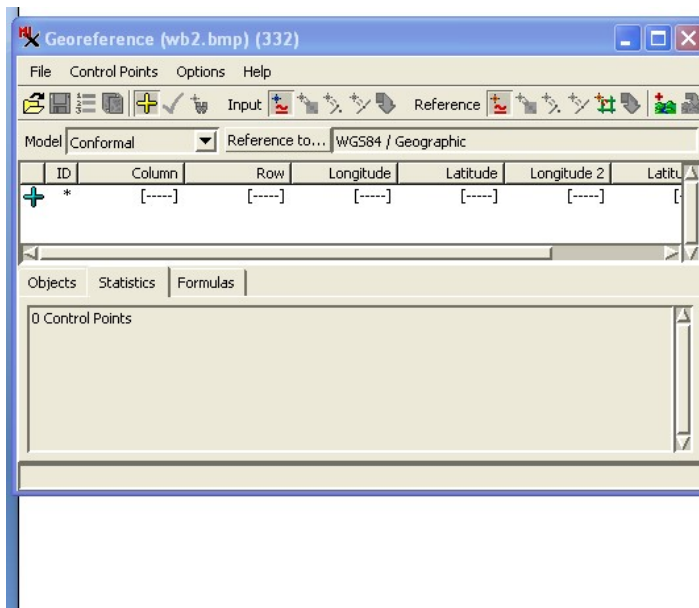 Georeference (wb2.bmp) (332)
File Control Points Options Help
Input Reference
Model Conformal Reference to... WGS84 / Geographic
ID Column Row Longitude Latitude Longitude 2 Latitu
* [-----] [-----] [-----] [-----] [-----] [-
Objects Statistics Formulas
0 Control Points